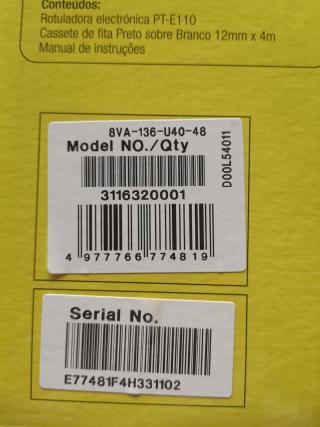 Conteúdos:
Rotuladora electrónica PT-E110
Cassete de fita Preto sobre Branco 12mm x 4m
Manual de instruções
8VA-136-U40-48
Model NO./Qty
3116320001
D00L54011
4 977766 774819
Serial No.
E77481F4H331102